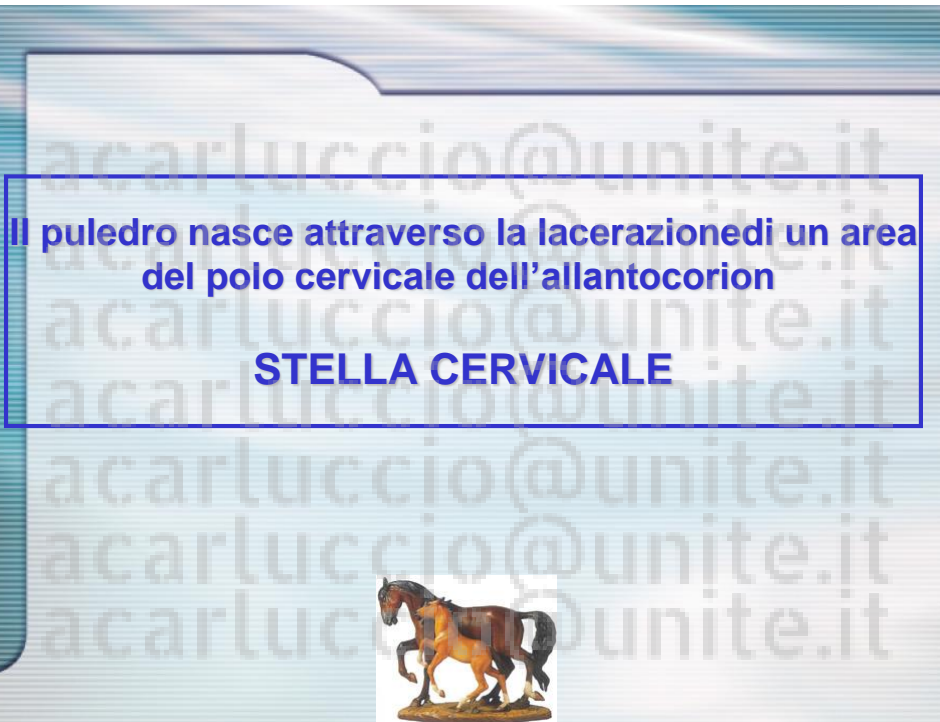 acarluccio@unite.it
Il puledro nasce attraverso la lacerazionedi un area
acarluccio@unite.it
del polo cervicale dell’allantocorion
acarluccio@unite.it
STELLA CERVICALE
acarluccio@unite.it
acarluccio@unite.it
acarluccio@unite.it
acarluccio@unite.it